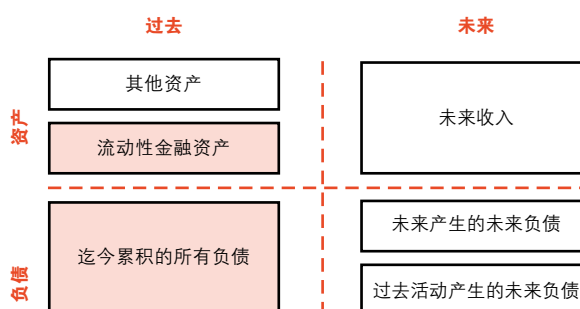 过去
未来
资产
其他资产
流动性金融资产
未来收入
负债
迄今累积的所有负债
未来产生的未来负债
过去活动产生的未来负债